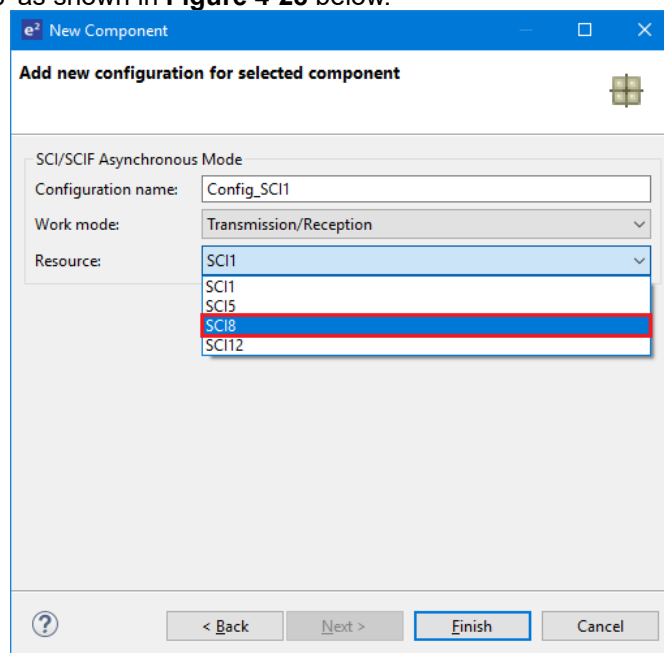 as shown in Figure 4-23 below.
e² New Component
Add new configuration for selected component
SCI/SCIF Asynchronous Mode
Configuration name: Config_SCI1
Work mode: Transmission/Reception
Resource: SCI1
SCI1
SCI5
SCI8
SCI12
? < Back Next > Finish Cancel